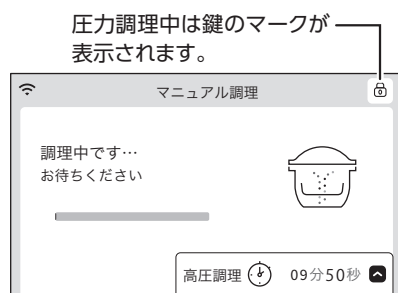 圧力調理中は鍵のマークが
表示されます。
マニュアル調理
調理中です…
お待ちください
高圧調理 09分50秒